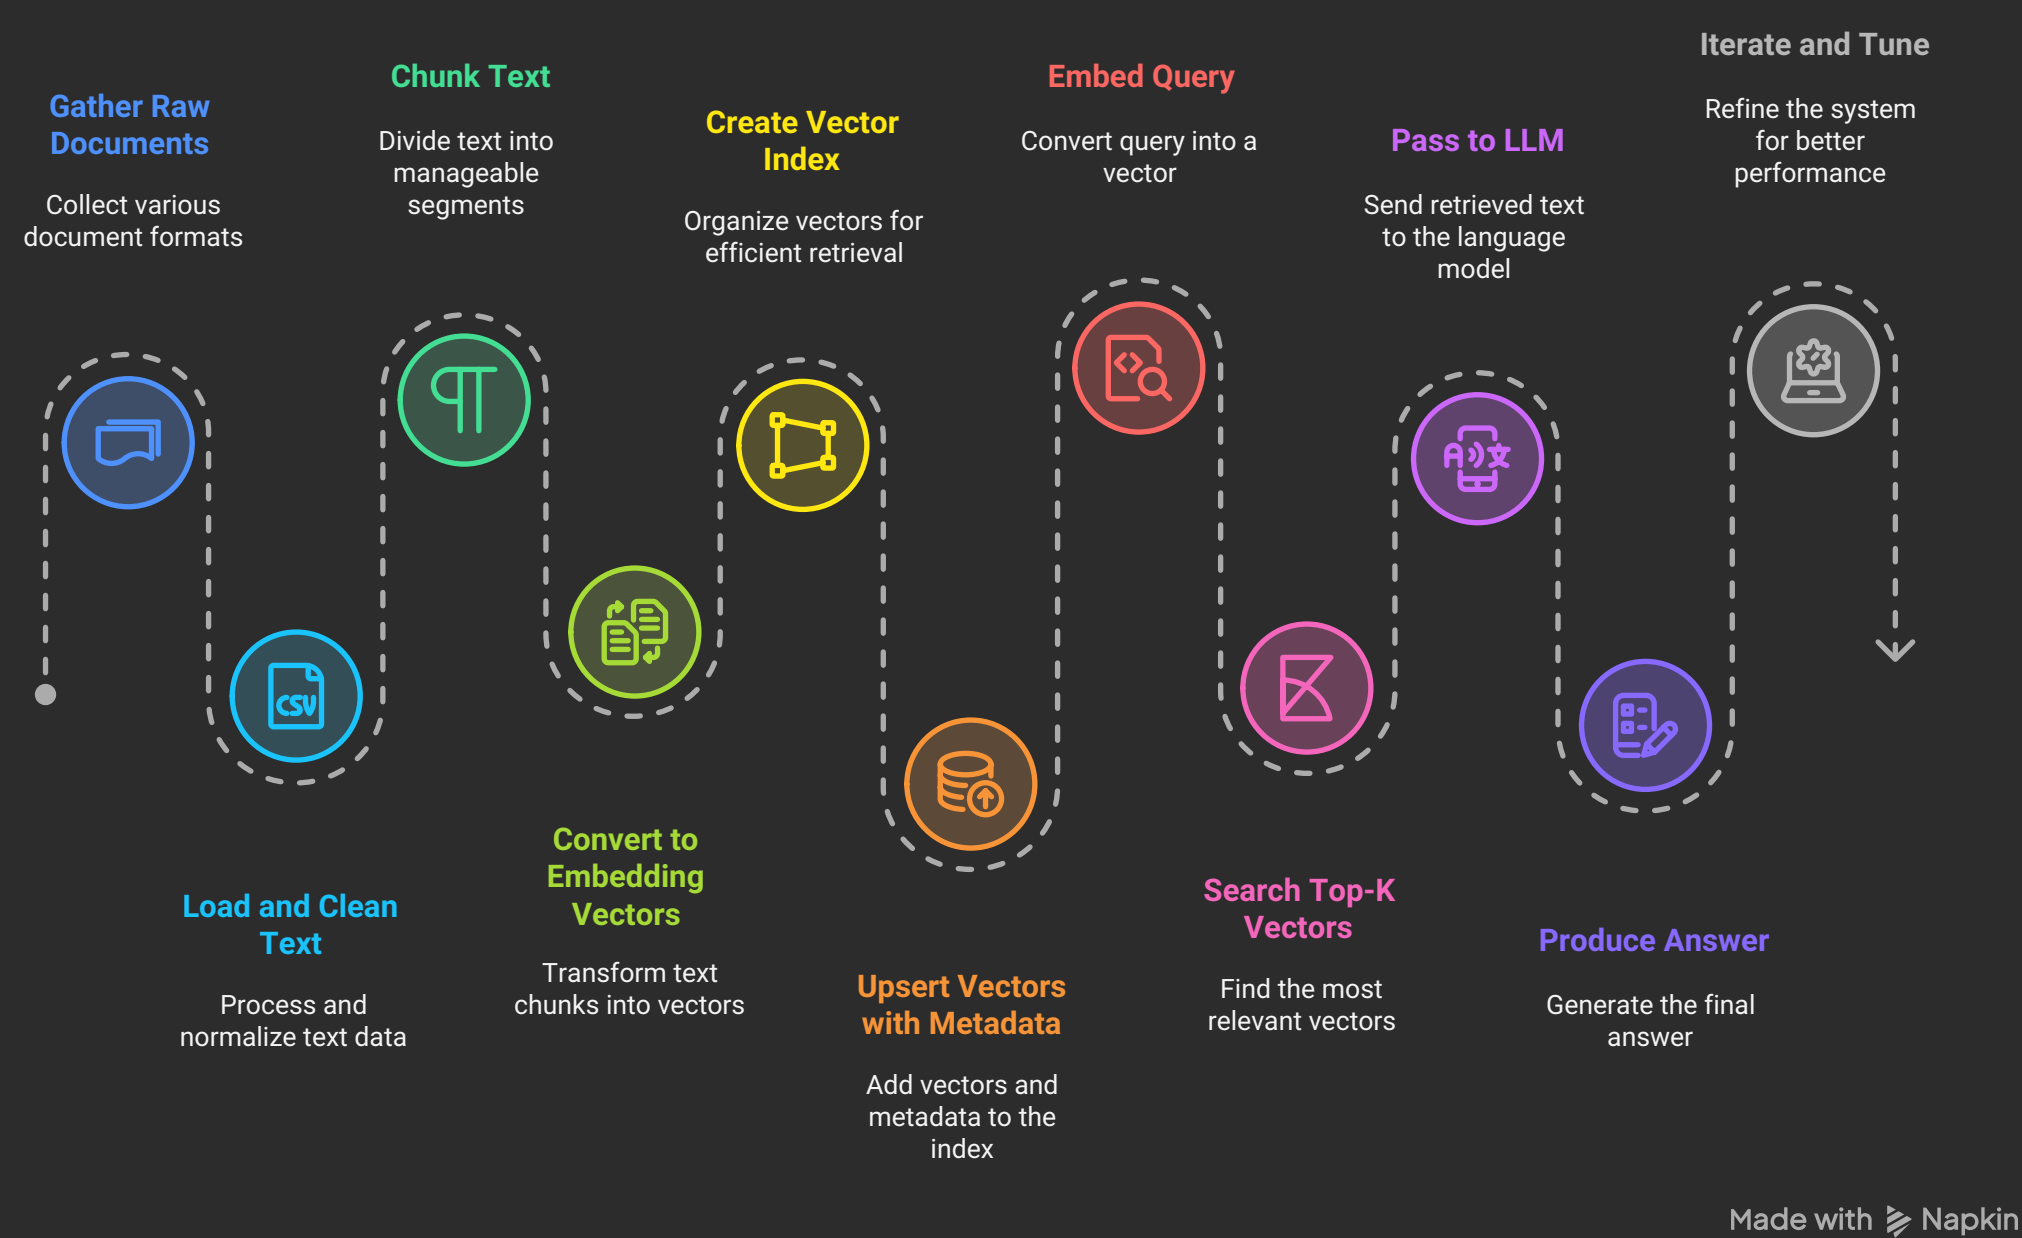 Gather Raw
Documents
Collect various
document formats
CSV
Load and Clean
Text
Process and
normalize text data
Chunk Text
Divide text into
manageable
segments
Convert to
Embedding
Vectors
Transform text
chunks into vectors
Create Vector
Index
Organize vectors for
efficient retrieval
Upsert Vectors
with Metadata
Add vectors and
metadata to the
index
Embed Query
Convert query into a
vector
Search Top-K
Vectors
Find the most
relevant vectors
Pass to LLM
Send retrieved text
to the language
model
A 文
Produce Answer
Generate the final
answer
Iterate and Tune
Refine the system
for better
performance
Made with Napkin